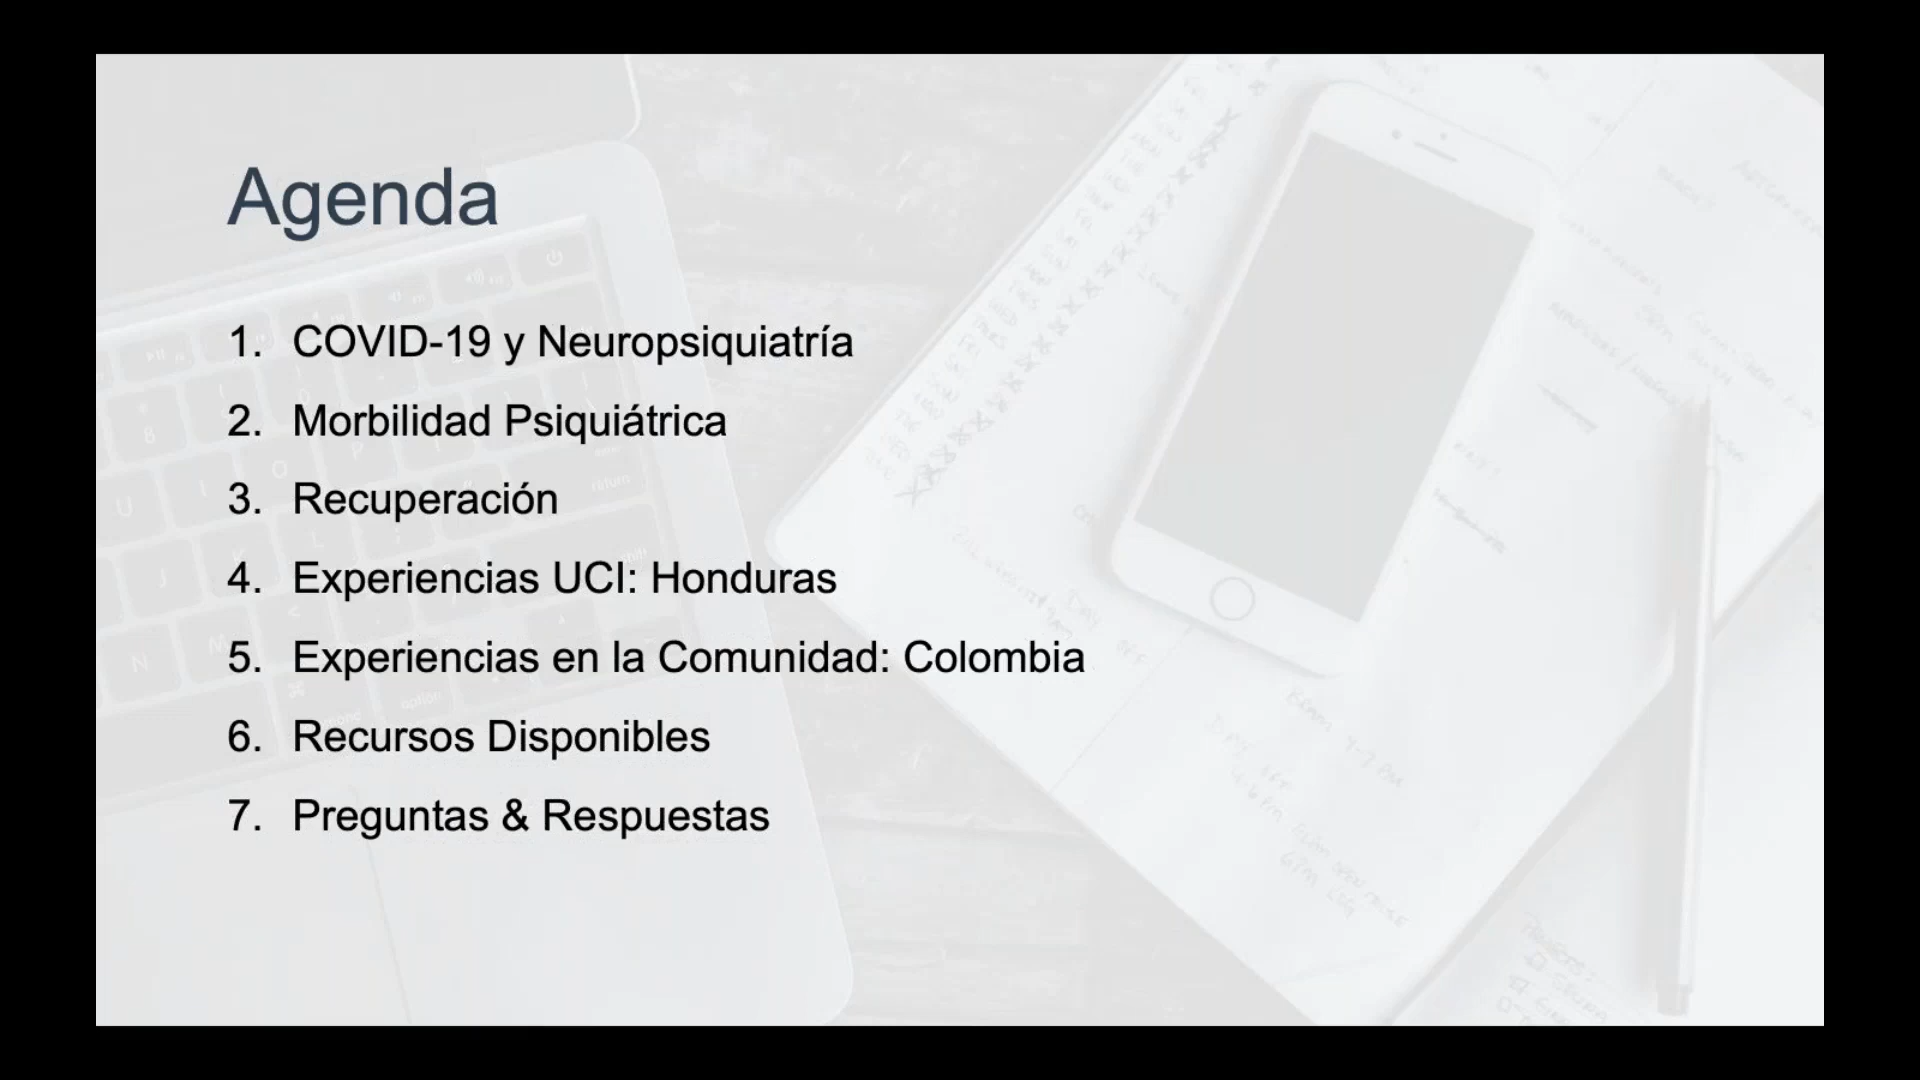 Agenda
1. COVID-19 y Neuropsiquiatría
2. Morbilidad Psiquiátrica
3. Recuperación
4. Experiencias UCI: Honduras
5. Experiencias en la Comunidad: Colombia
6. Recursos Disponibles
7. Preguntas & Respuestas